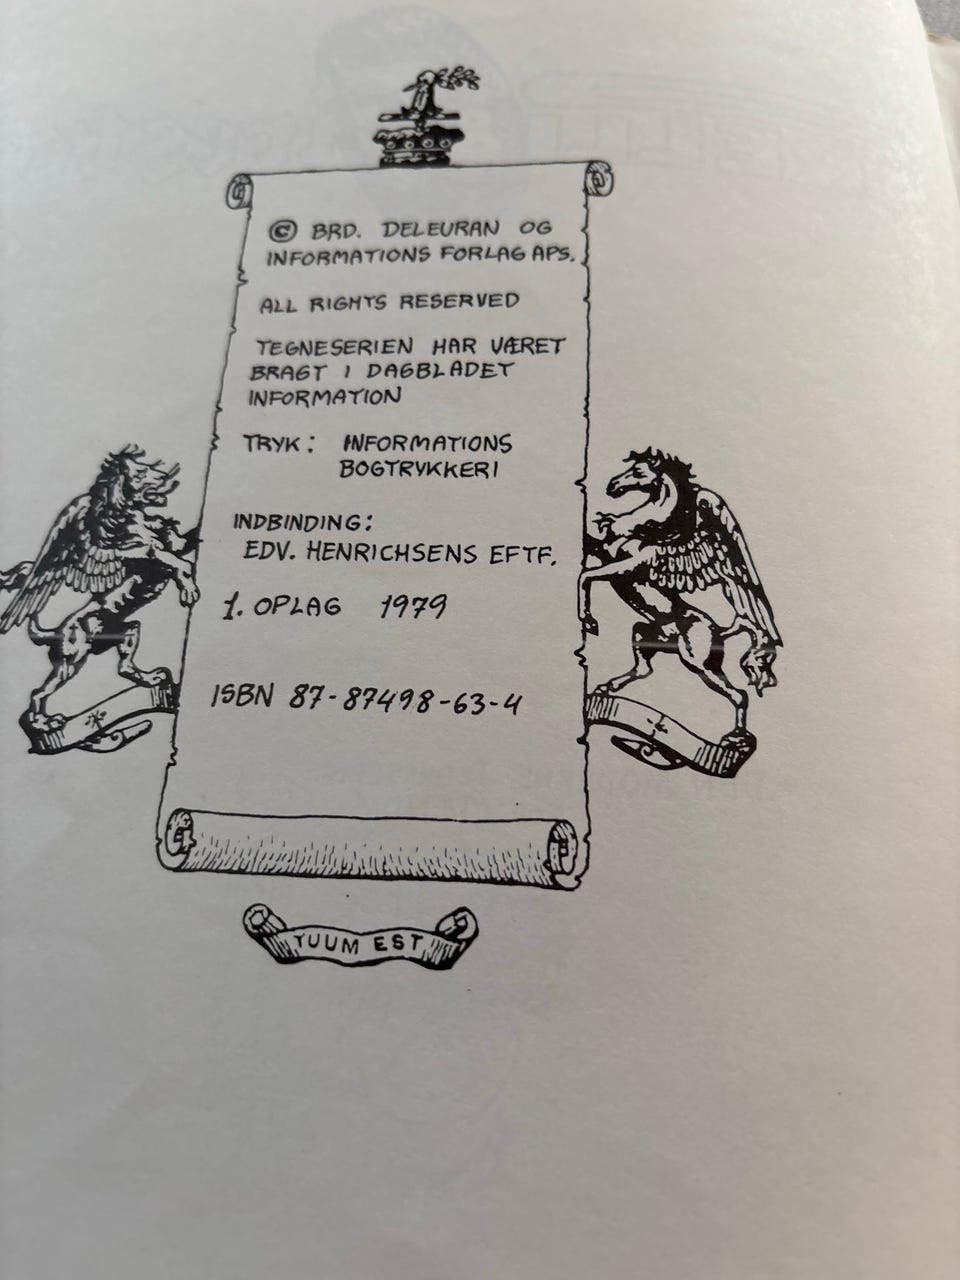 © BRD. DELEURAN OG
INFORMATIONS FORLAG APS.
ALL RIGHTS RESERVED
TEGNESERIEN HAR VÆRET
BRAGT I DAGBLADET
INFORMATION
TRYK: INFORMATIONS
BOGTRYKKERI
INDBINDING:
EDV. HENRICHSENS EFTF.
1. OPLAG 1979
ISBN 87-87498-63-4
TUUM EST